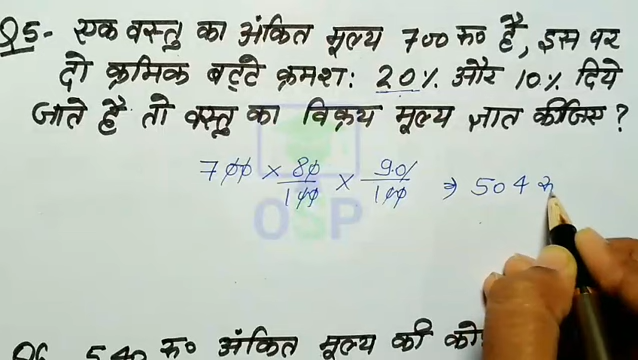 Q5- एक वस्तु का अंकित मूल्य 700 रु० है, इस पर
दो क्रमिक बट्टे क्रमश: 20% और 10% दिये
जाते है तो वस्तु का विक्रय मूल्य ज्ञात कीजिए ?
700 × 80/100 × 90/100 ⇒ 504 रु
OSP
Q6- 540 रु० अंकित मूल्य की